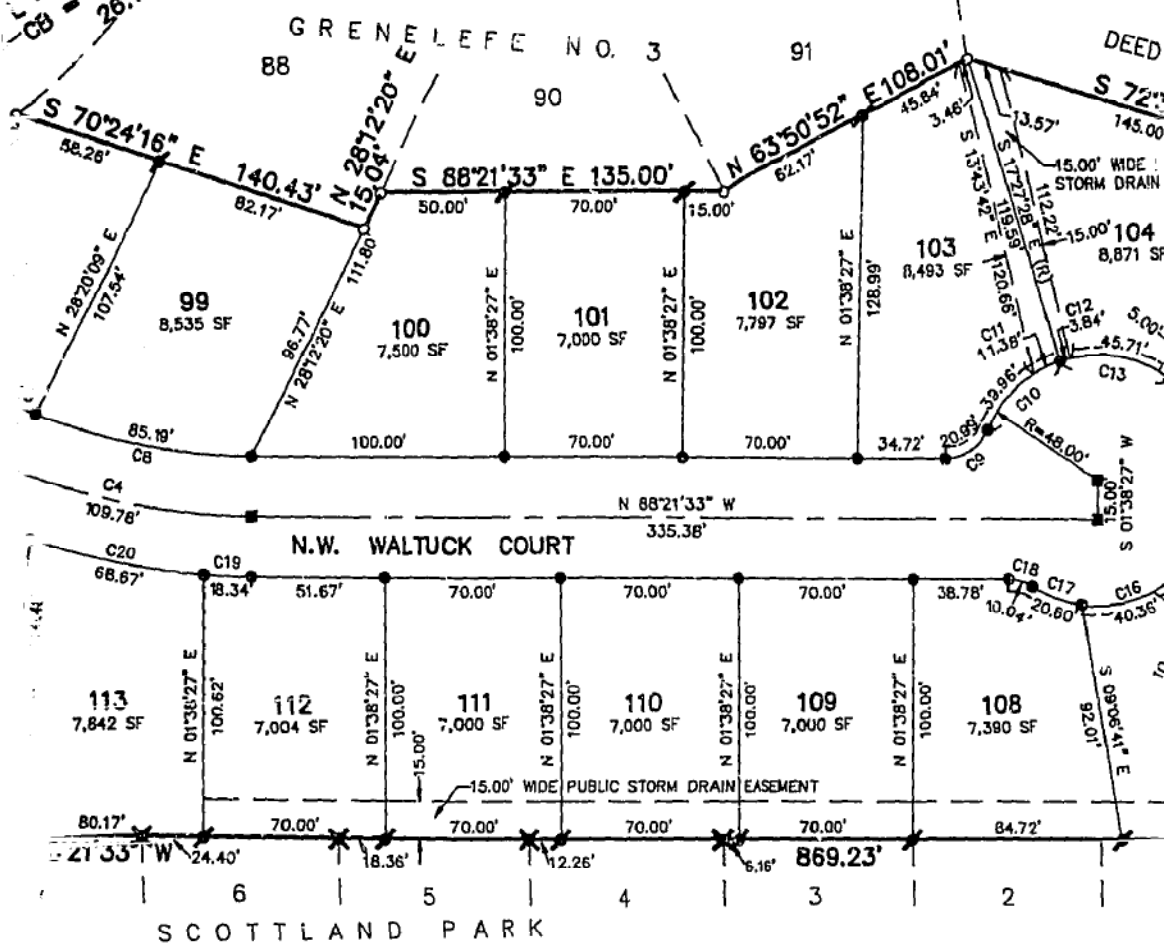 CB
26.
GRENELEFE NO. 3
88
90
91
DEED
S 70°24'16" E 140.43'
58.26'
82.17'
N 28°12'20" E
15.04'
S 88°21'33" E 135.00'
50.00'
70.00'
15.00'
N 63°50'52" E 108.01'
62.17'
45.84'
3.46'
13.57'
S 72°
145.00
15.00' WIDE
STORM DRAIN
S 13°43'42" E
119.59'
120.66'
S 17°27'28" E (R)
112.22'
15.00'
N 28°20'09" E
107.54'
99
8,535 SF
96.77'
111.80
N 28°12'20" E
100
7,500 SF
N 01°38'27" E
100.00'
101
7,000 SF
N 01°38'27" E
100.00'
102
7,797 SF
N 01°38'27" E
128.99'
103
8,493 SF
104
8,871 SF
C11
11.38'
C12
3.84'
45.71'
C13
5.00'
39.96'
C10
20.99'
C9
R=48.00'
15.00'
S 01°38'27" W
85.19'
C8
100.00'
70.00'
70.00'
34.72'
C4
109.78'
N 88°21'33" W
335.38'
N.W. WALTUCK COURT
C20
68.67'
C19
18.34'
51.67'
70.00'
70.00'
70.00'
38.78'
C18
10.04'
C17
20.60'
C16
40.36'
113
7,842 SF
N 01°38'27" E
100.62'
112
7,004 SF
N 01°38'27" E
100.00'
111
7,000 SF
N 01°38'27" E
100.00'
110
7,000 SF
N 01°38'27" E
100.00'
109
7,000 SF
N 01°38'27" E
100.00'
108
7,390 SF
S 09°06'41" E
92.01'
15.00'
15.00' WIDE PUBLIC STORM DRAIN EASEMENT
80.17'
70.00'
70.00'
70.00'
70.00'
84.72'
21'33" W
24.40'
18.36'
12.26'
6.16'
869.23'
6
5
4
3
2
SCOTTLAND PARK